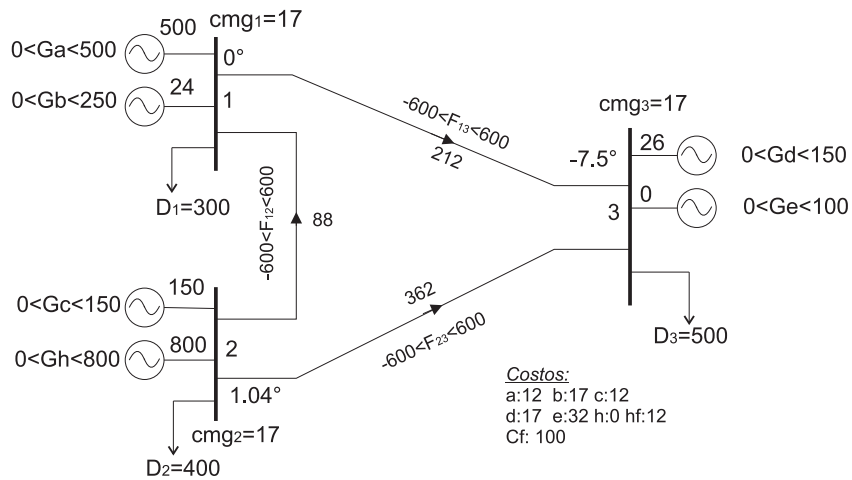 cmg1=17
500
0<Ga<500
0°
24
0<Gb<250
1
D1=300
-600<F12<600
88
-600<F13<600
212
cmg3=17
-7.5°
26
0<Gd<150
0
0<Ge<100
3
D3=500
150
0<Gc<150
800
0<Gh<800
2
1.04°
cmg2=17
D2=400
362
-600<F23<600
Costos:
a:12 b:17 c:12
d:17 e:32 h:0 hf:12
Cf: 100